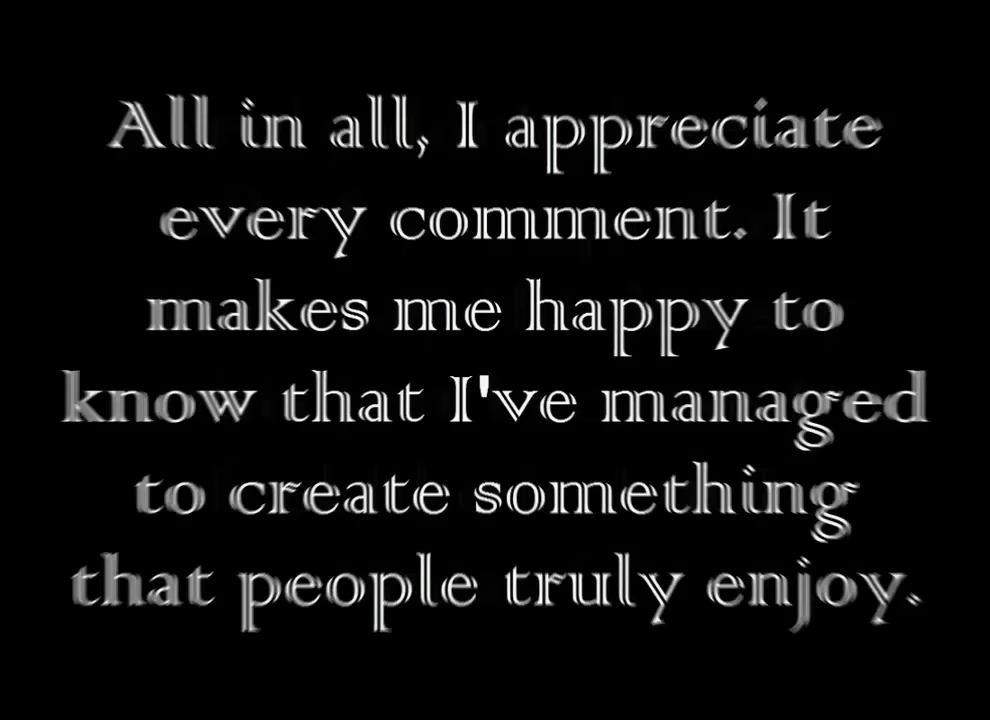 All in all, I appreciate
every comment. It
makes me happy to
know that I've managed
to create something
that people truly enjoy.